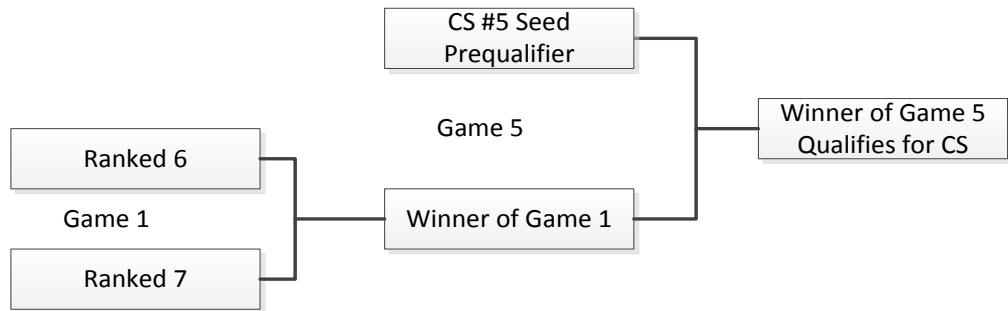 CS #5 Seed
Prequalifier
Game 5
Winner of Game 5
Qualifies for CS
Ranked 6
Game 1
Winner of Game 1
Ranked 7